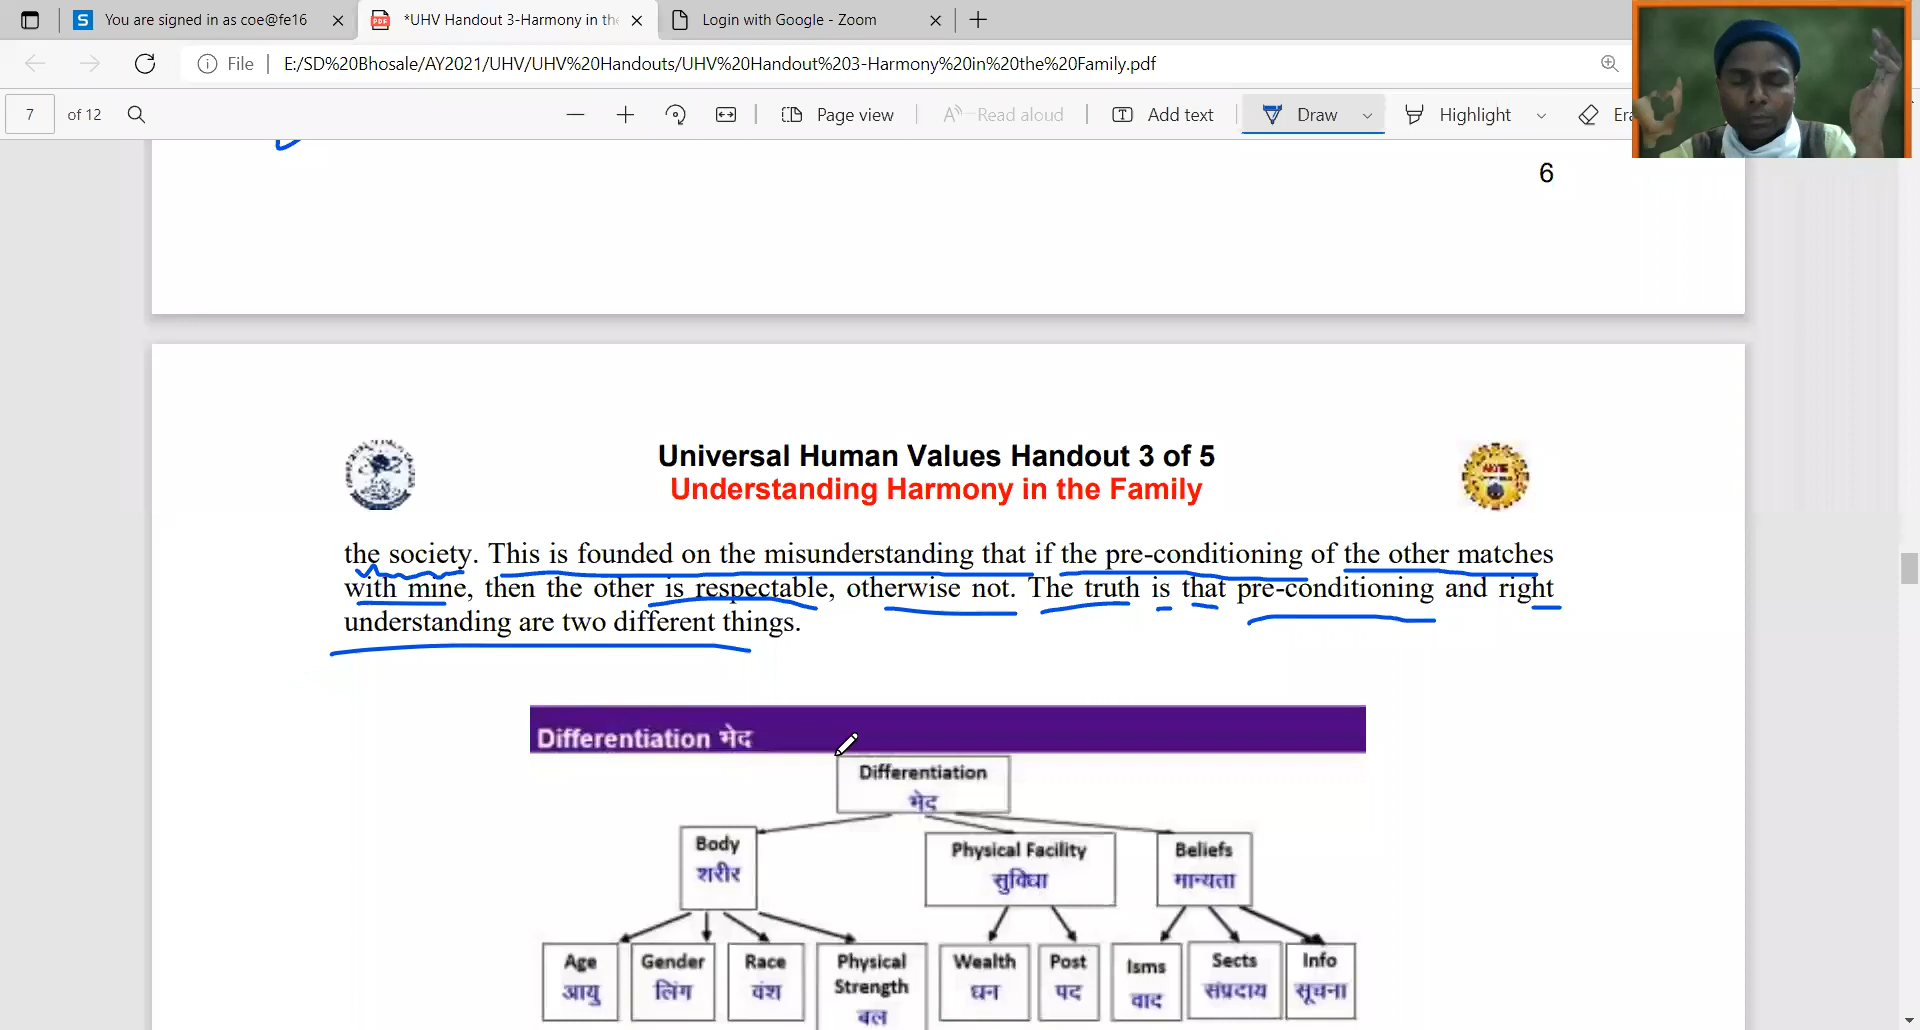 You are signed in as coe@fe16
*UHV Handout 3-Harmony in the
Login with Google - Zoom
File
E:/SD%20Bhosale/AY2021/UHV/UHV%20Handouts/UHV%20Handout%203-Harmony%20in%20the%20Family.pdf
7 of 12
Page view
Read aloud
Add text
Draw
Highlight
Era
6
Universal Human Values Handout 3 of 5
Understanding Harmony in the Family
the society. This is founded on the misunderstanding that if the pre-conditioning of the other matches
with mine, then the other is respectable, otherwise not. The truth is that pre-conditioning and right
understanding are two different things.
Differentiation भेद
Differentiation
भेद
Body
शरीर
Physical Facility
सुविधा
Beliefs
मान्यता
Age
आयु
Gender
लिंग
Race
वंश
Physical
Strength
बल
Wealth
धन
Post
पद
Isms
वाद
Sects
संप्रदाय
Info
सूचना